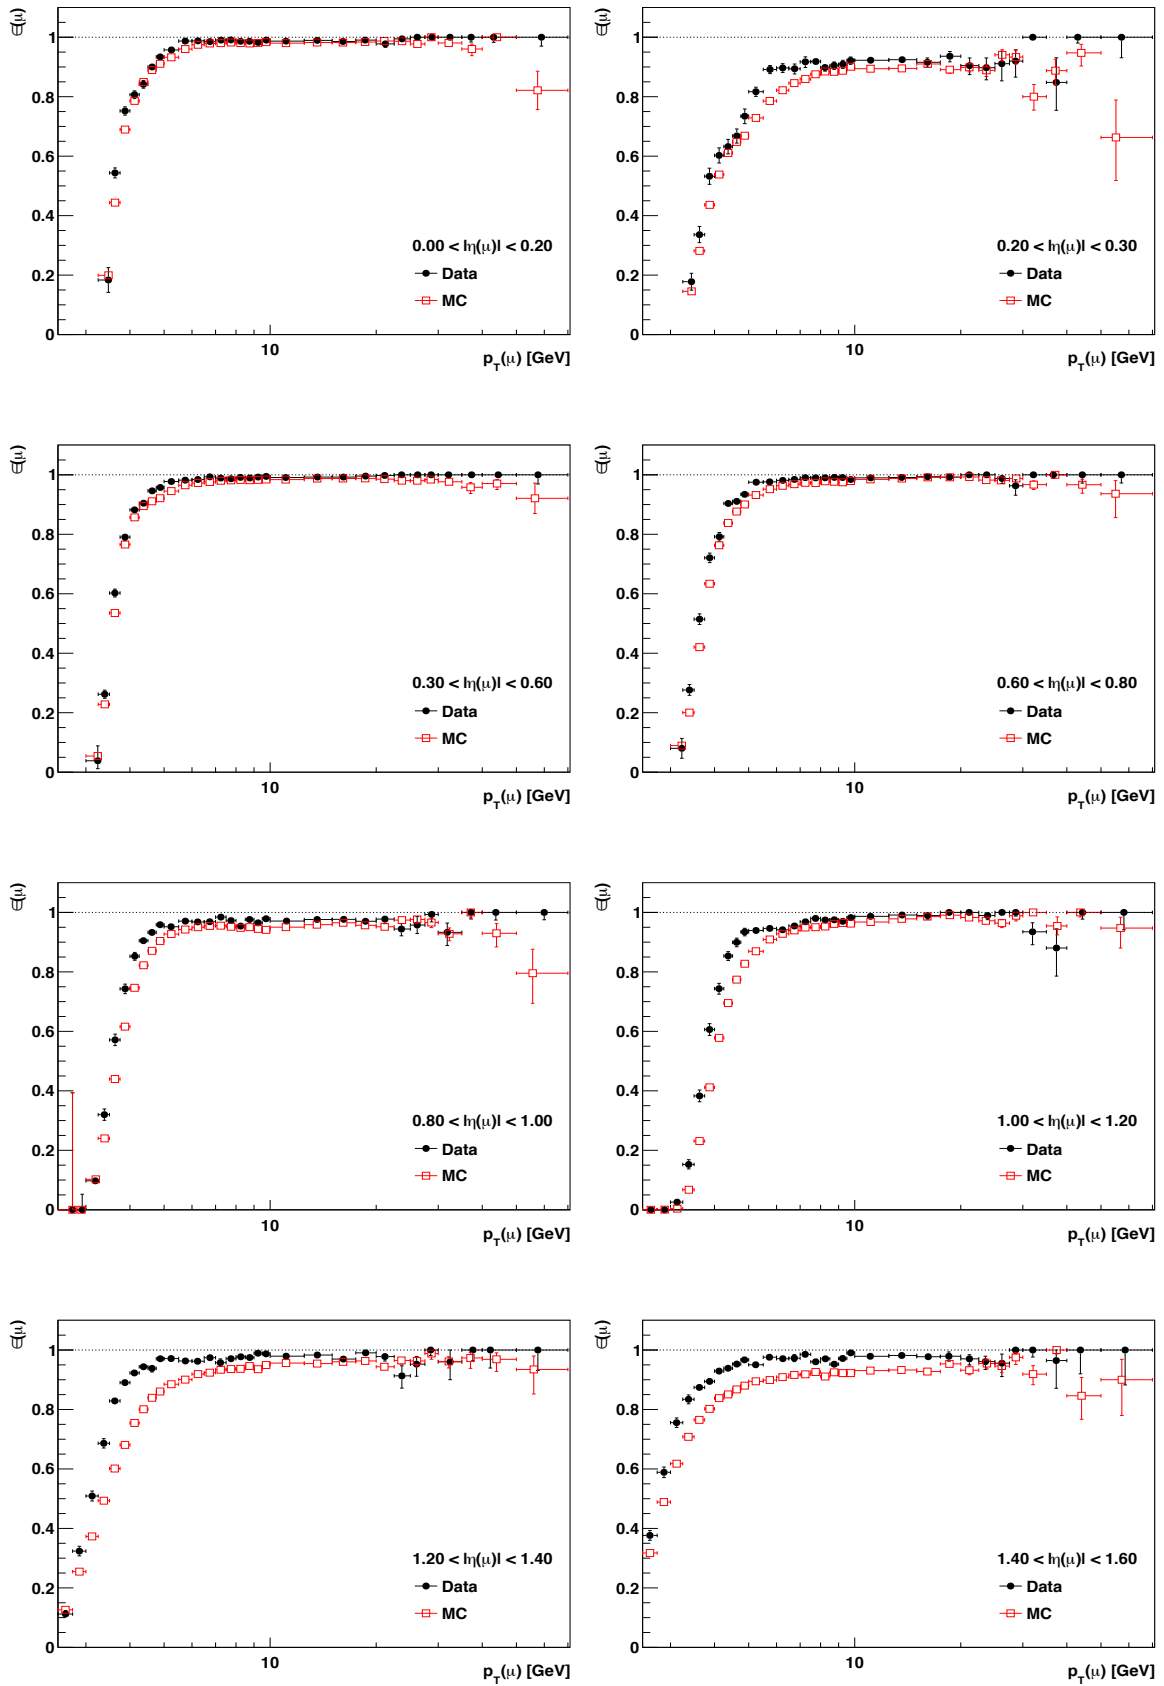 ∈(μ)
1
0.8
0.6
0.4
0.2
0
0.00 < |η(μ)| < 0.20
Data
MC
10
p_T(μ) [GeV]
∈(μ)
1
0.8
0.6
0.4
0.2
0
0.20 < |η(μ)| < 0.30
Data
MC
10
p_T(μ) [GeV]
∈(μ)
1
0.8
0.6
0.4
0.2
0
0.30 < |η(μ)| < 0.60
Data
MC
10
p_T(μ) [GeV]
∈(μ)
1
0.8
0.6
0.4
0.2
0
0.60 < |η(μ)| < 0.80
Data
MC
10
p_T(μ) [GeV]
∈(μ)
1
0.8
0.6
0.4
0.2
0
0.80 < |η(μ)| < 1.00
Data
MC
10
p_T(μ) [GeV]
∈(μ)
1
0.8
0.6
0.4
0.2
0
1.00 < |η(μ)| < 1.20
Data
MC
10
p_T(μ) [GeV]
∈(μ)
1
0.8
0.6
0.4
0.2
0
1.20 < |η(μ)| < 1.40
Data
MC
10
p_T(μ) [GeV]
∈(μ)
1
0.8
0.6
0.4
0.2
0
1.40 < |η(μ)| < 1.60
Data
MC
10
p_T(μ) [GeV]